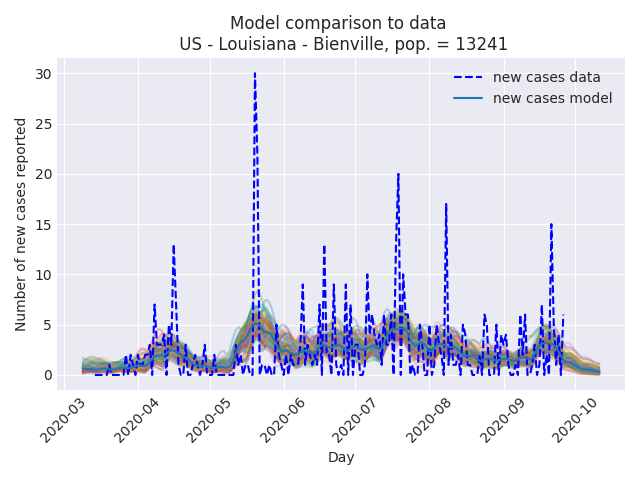 Model comparison to data
US - Louisiana - Bienville, pop. = 13241
new cases data
new cases model
Number of new cases reported
30
25
20
15
10
5
0
2020-03
2020-04
2020-05
2020-06
2020-07
2020-08
2020-09
2020-10
Day